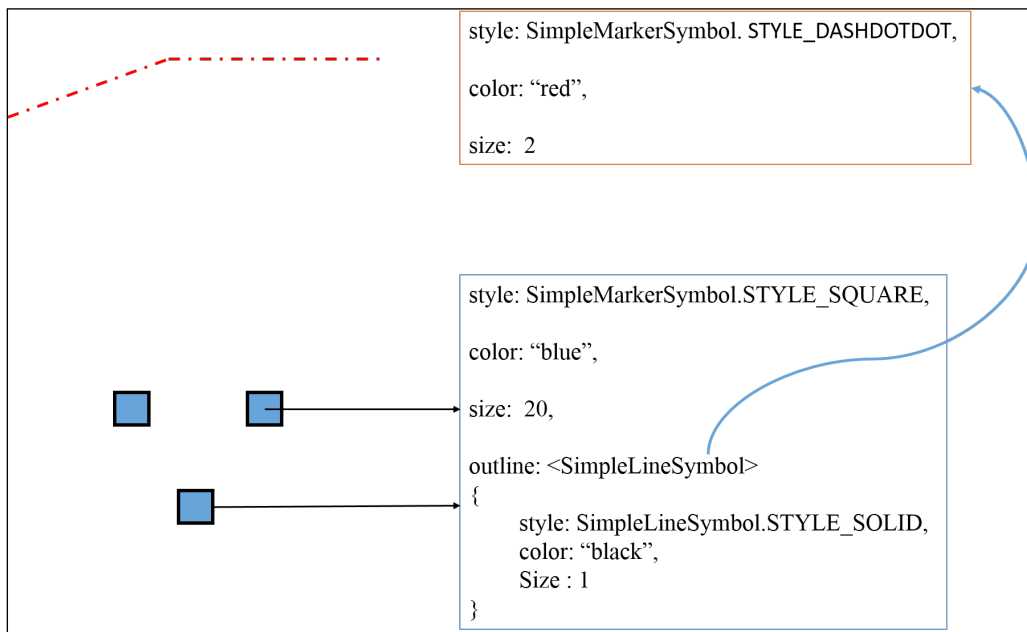 style: SimpleMarkerSymbol. STYLE_DASHDOTDOT,
color: “red”,
size:  2
style: SimpleMarkerSymbol.STYLE_SQUARE,
color: “blue”,
size:  20,
outline: <SimpleLineSymbol>
{
style: SimpleLineSymbol.STYLE_SOLID,
color: “black”,
Size : 1
}